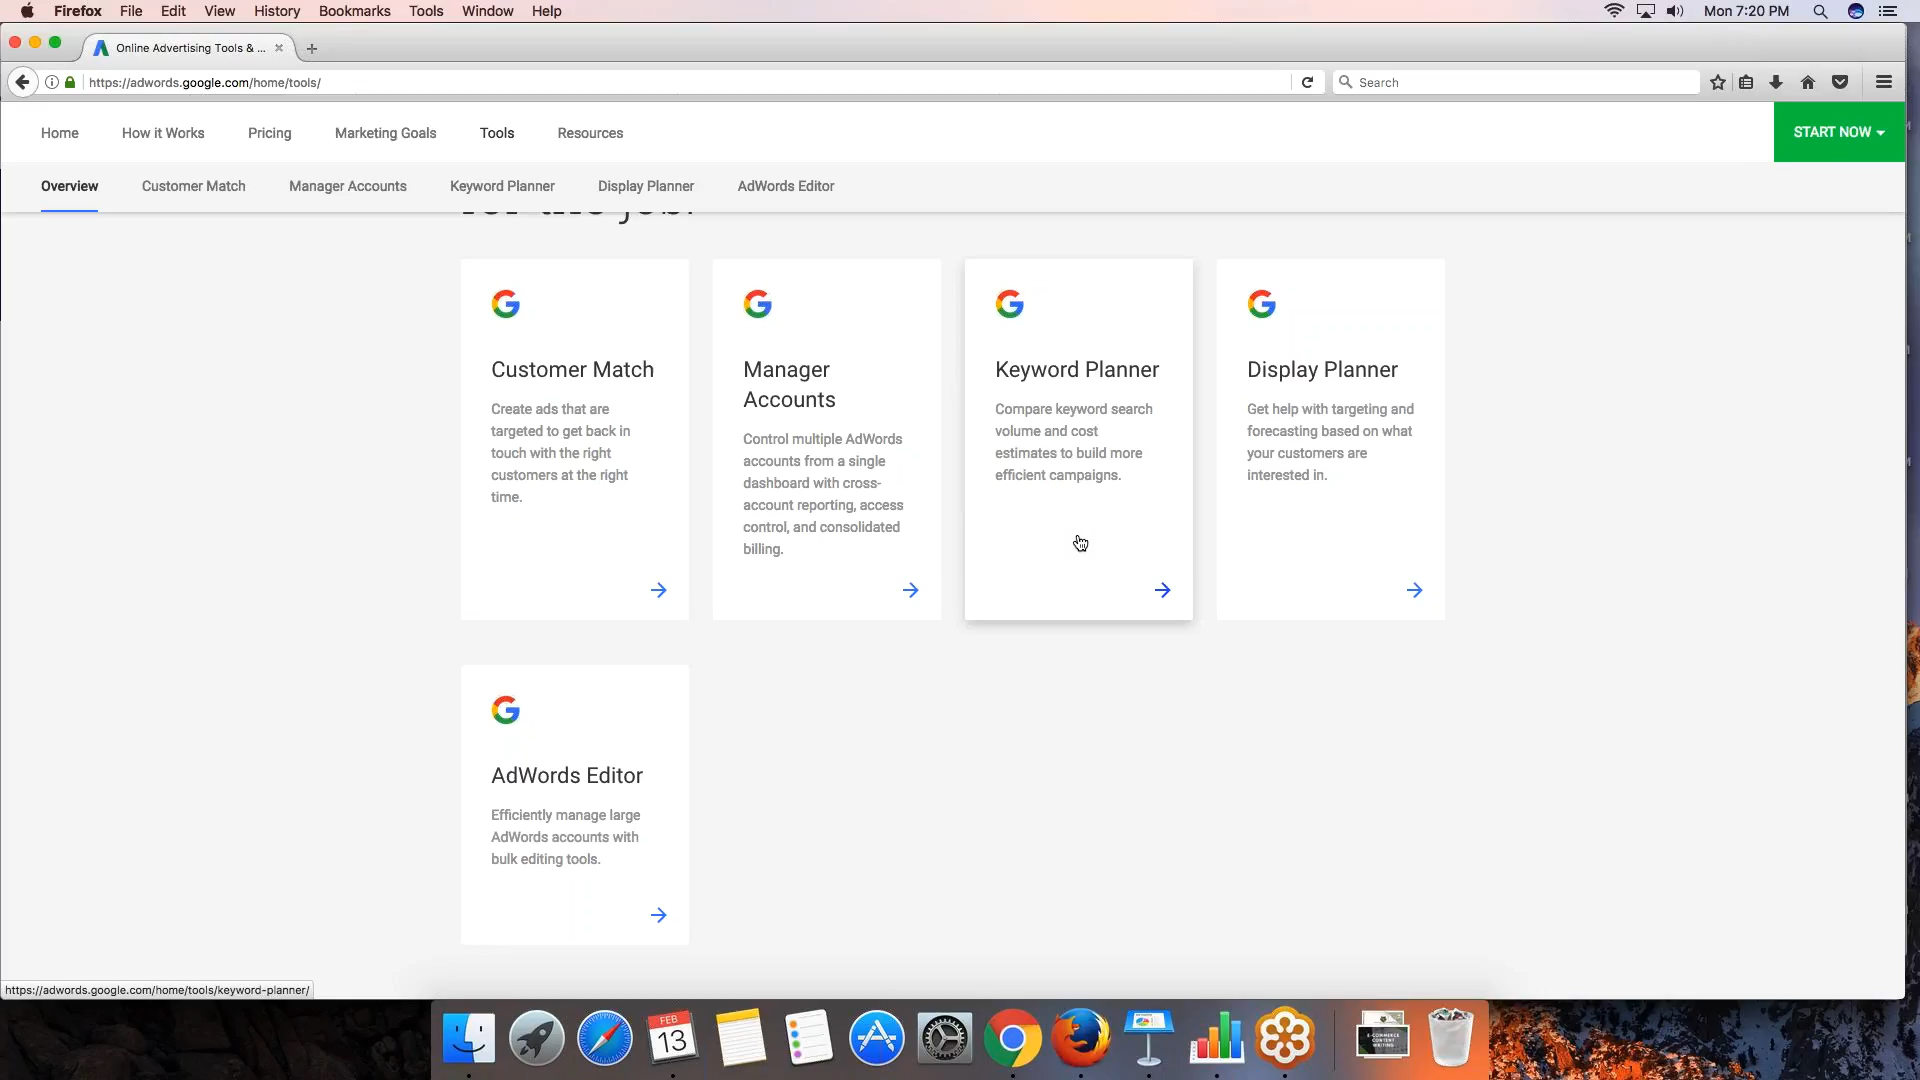 Firefox File Edit View History Bookmarks Tools Window Help
Mon 7:20 PM
Online Advertising Tools & ...
https://adwords.google.com/home/tools/
Search
Home How it Works Pricing Marketing Goals Tools Resources
START NOW
Overview Customer Match Manager Accounts Keyword Planner Display Planner AdWords Editor
for the job.
Customer Match
Create ads that are
targeted to get back in
touch with the right
customers at the right
time.
Manager
Accounts
Control multiple AdWords
accounts from a single
dashboard with cross-
account reporting, access
control, and consolidated
billing.
Keyword Planner
Compare keyword search
volume and cost
estimates to build more
efficient campaigns.
Display Planner
Get help with targeting and
forecasting based on what
your customers are
interested in.
AdWords Editor
Efficiently manage large
AdWords accounts with
bulk editing tools.
https://adwords.google.com/home/tools/keyword-planner/
FEB
13
E-COMMERCE
CONTENT
WRITING